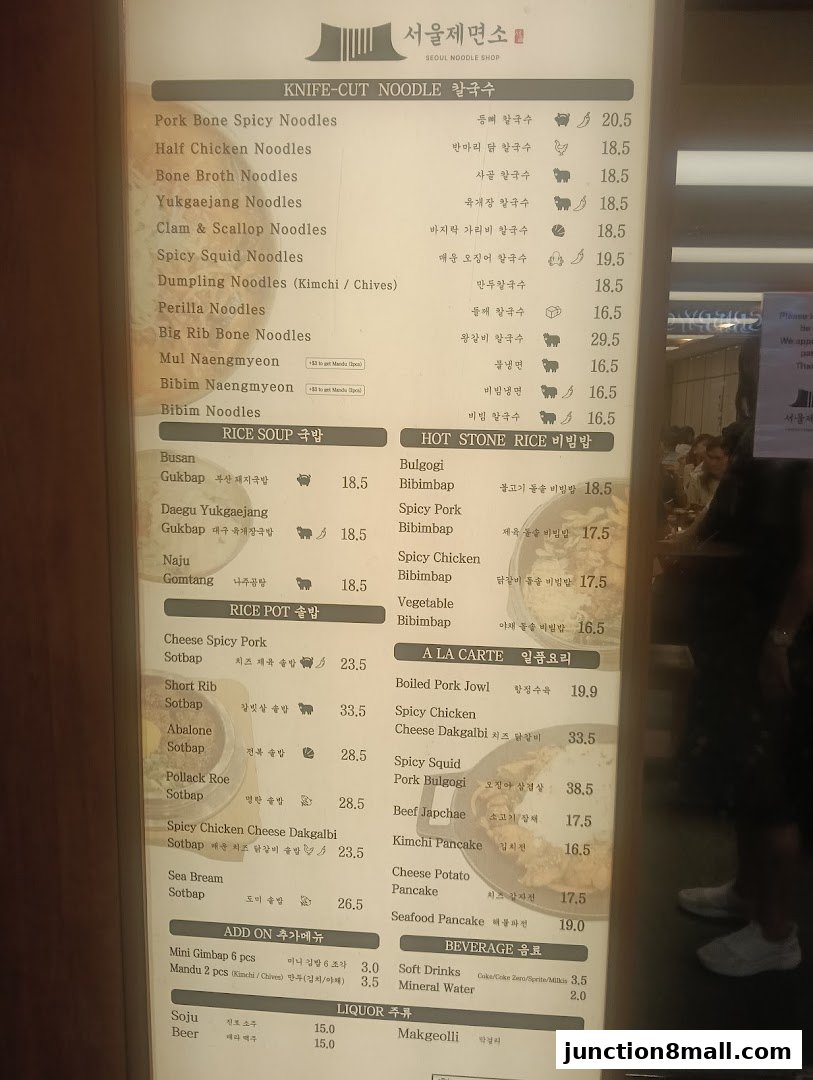 서울제면소
SEOUL NOODLE SHOP
KNIFE-CUT NOODLE 칼국수
Pork Bone Spicy Noodles 등뼈 칼국수 20.5
Half Chicken Noodles 반마리 닭 칼국수 18.5
Bone Broth Noodles 사골 칼국수 18.5
Yukgaejang Noodles 육개장 칼국수 18.5
Clam & Scallop Noodles 바지락 가리비 칼국수 18.5
Spicy Squid Noodles 매운 오징어 칼국수 19.5
Dumpling Noodles (Kimchi / Chives) 만두칼국수 18.5
Perilla Noodles 들깨 칼국수 16.5
Big Rib Bone Noodles 왕갈비 칼국수 29.5
Mul Naengmyeon +$3 to get Mandu (2pcs) 물냉면 16.5
Bibim Naengmyeon +$3 to get Mandu (2pcs) 비빔냉면 16.5
Bibim Noodles 비빔 칼국수 16.5
RICE SOUP 국밥
Busan
Gukbap 부산 돼지국밥 18.5
Daegu Yukgaejang
Gukbap 대구 육개장국밥 18.5
Naju
Gomtang 나주곰탕 18.5
RICE POT 솥밥
Cheese Spicy Pork
Sotbap 치즈 제육 솥밥 23.5
Short Rib
Sotbap 갈빗살 솥밥 33.5
Abalone
Sotbap 전복 솥밥 28.5
Pollack Roe
Sotbap 명란 솥밥 28.5
Spicy Chicken Cheese Dakgalbi
Sotbap 매운 치즈 닭갈비 솥밥 23.5
Sea Bream
Sotbap 도미 솥밥 26.5
ADD ON 추가메뉴
Mini Gimbap 6 pcs 미니 김밥 6 조각 3.0
Mandu 2 pcs (Kimchi / Chives) 만두(김치/야채) 3.5
HOT STONE RICE 비빔밥
Bulgogi
Bibimbap 불고기 돌솥 비빔밥 18.5
Spicy Pork
Bibimbap 제육 돌솥 비빔밥 17.5
Spicy Chicken
Bibimbap 닭갈비 돌솥 비빔밥 17.5
Vegetable
Bibimbap 야채 돌솥 비빔밥 16.5
A LA CARTE 일품요리
Boiled Pork Jowl 항정수육 19.9
Spicy Chicken
Cheese Dakgalbi 치즈 닭갈비 33.5
Spicy Squid
Pork Bulgogi 오징어 삼겹살 38.5
Beef Japchae 소고기 잡채 17.5
Kimchi Pancake 김치전 16.5
Cheese Potato
Pancake 치즈 감자전 17.5
Seafood Pancake 해물파전 19.0
BEVERAGE 음료
Soft Drinks Coke/Coke Zero/Sprite/Milkis 3.5
Mineral Water 2.0
LIQUOR 주류
Soju 진로 소주 15.0
Beer 테라 맥주 15.0
Makgeolli 막걸리
Please
be
We app
Tha
서울제
junction8mall.com